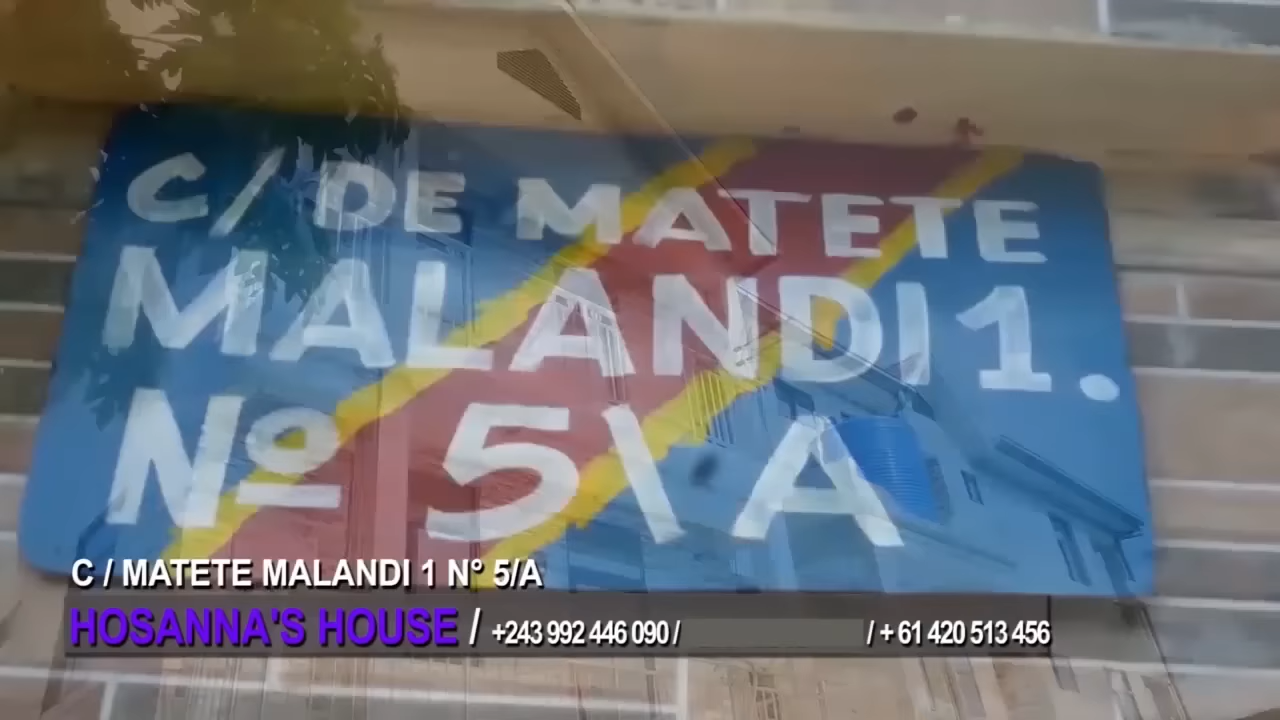 C/DE MATETE
MALANDI 1.
Nº 5\A
C / MATETE MALANDI 1 N° 5/A
HOSANNA'S HOUSE / +243 992 446 090 / / + 61 420 513 456